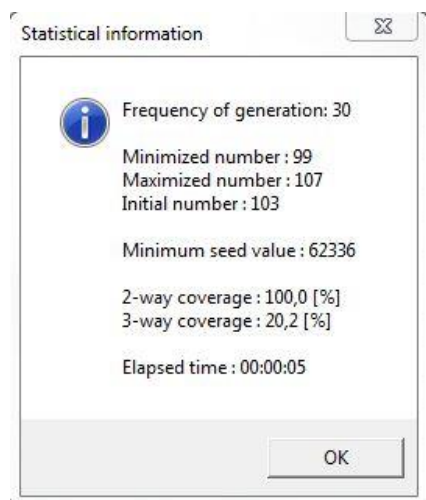 Statistical information
Frequency of generation: 30
Minimized number : 99
Maximized number : 107
Initial number : 103
Minimum seed value : 62336
2-way coverage : 100,0 [%]
3-way coverage : 20,2 [%]
Elapsed time : 00:00:05
OK